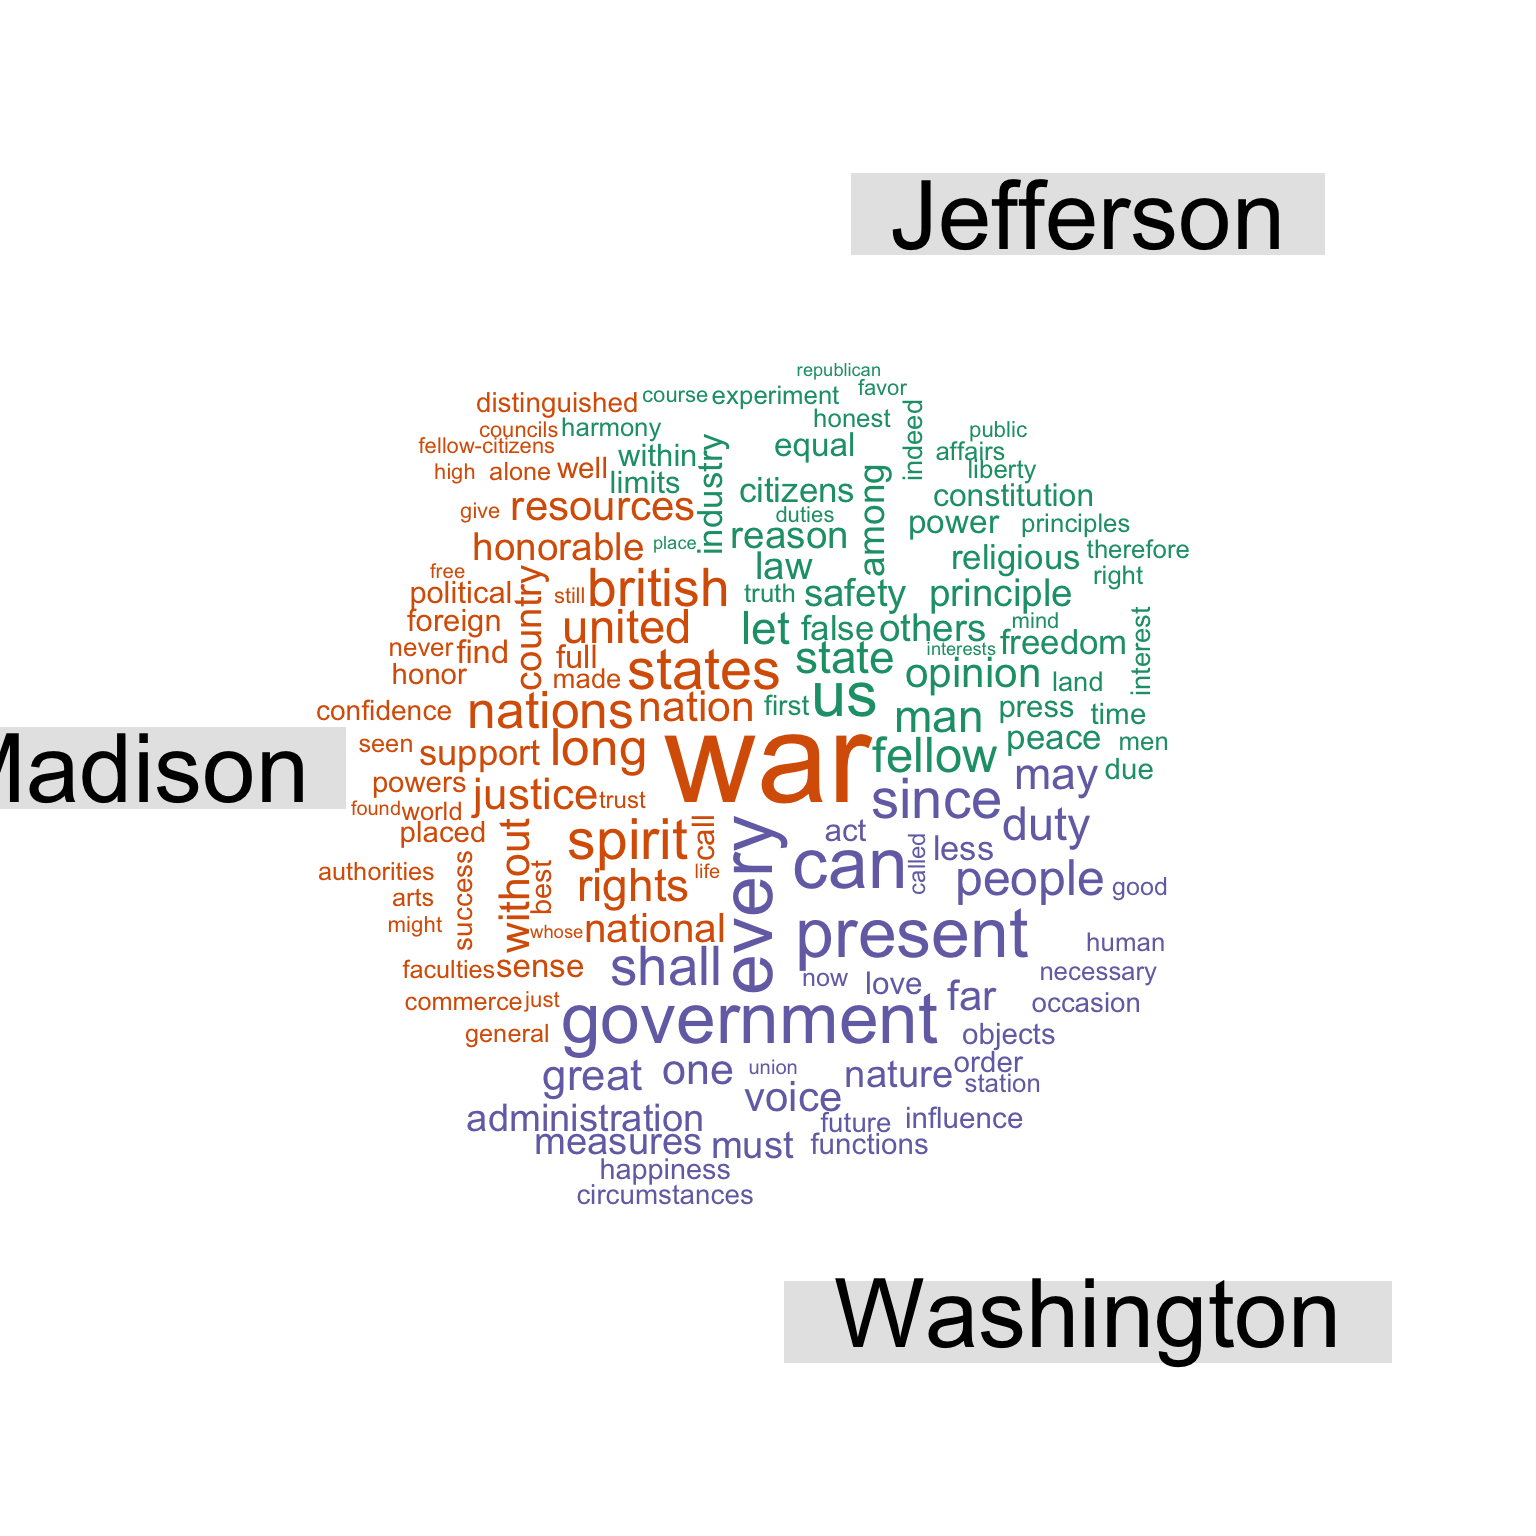 Jefferson
republican
distinguished course experiment favor
honest
councils harmony indeed public
fellow-citizens within industry equal affairs
high alone well limits among liberty
give resources citizens constitution
duties power principles
honorable place reason religious therefore
free law right
political country still british truth safety principle
foreign united let false others mind interest
never find full states state interests freedom
honor made opinion land
confidence nations nation first us man press time
Madison seen support long war fellow peace men
powers justice trust since may due
found world
placed without spirit call every act duty
authorities success best life can called less people good
arts rights
might whose national present human
faculties sense shall now love necessary
commerce just far occasion
general government objects
great one union nature order
voice station
administration future influence
measures must functions
happiness
circumstances
Washington